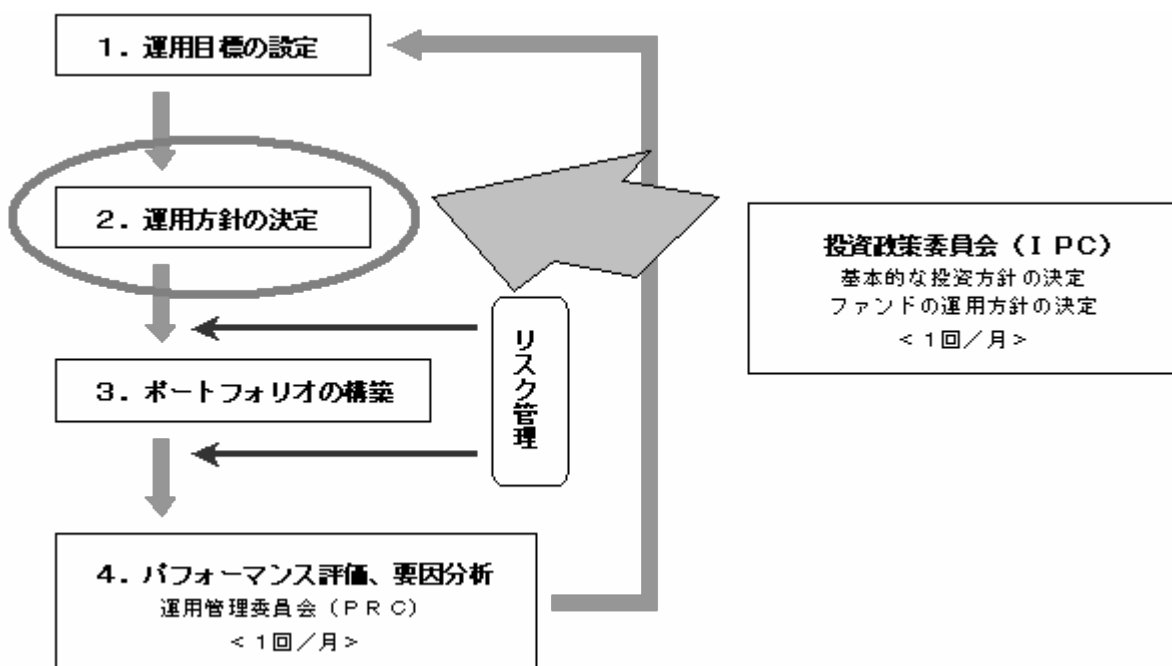 １．運用目標の設定
２．運用方針の決定
投資政策委員会（ＩＰＣ）
基本的な投資方針の決定
ファンドの運用方針の決定
＜１回／月＞
リスク管理
３．ポートフォリオの構築
４．パフォーマンス評価、要因分析
運用管理委員会（ＰＲＣ）
＜１回／月＞